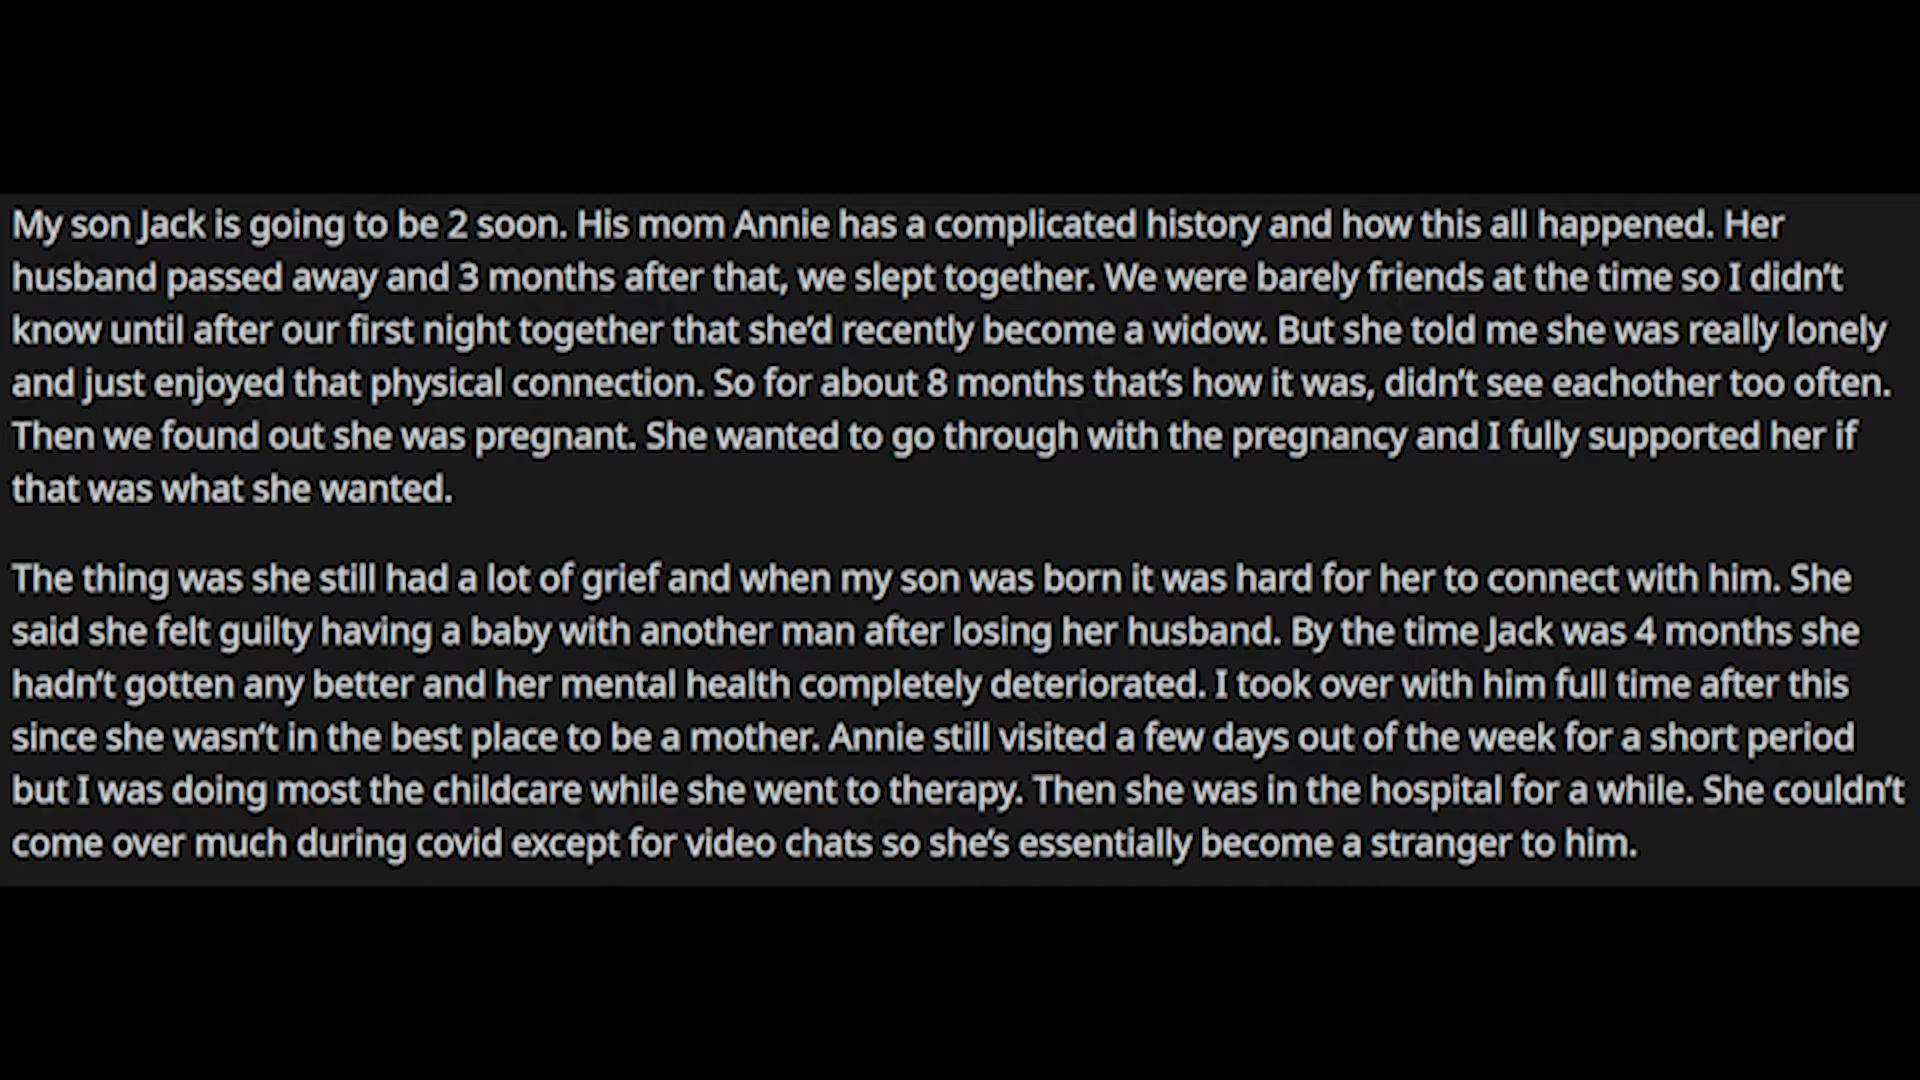 My son Jack is going to be 2 soon. His mom Annie has a complicated history and how this all happened. Her
husband passed away and 3 months after that, we slept together. We were barely friends at the time so I didn't
know until after our first night together that she'd recently become a widow. But she told me she was really lonely
and just enjoyed that physical connection. So for about 8 months that's how it was, didn't see eachother too often.
Then we found out she was pregnant. She wanted to go through with the pregnancy and I fully supported her if
that was what she wanted.
The thing was she still had a lot of grief and when my son was born it was hard for her to connect with him. She
said she felt guilty having a baby with another man after losing her husband. By the time Jack was 4 months she
hadn't gotten any better and her mental health completely deteriorated. I took over with him full time after this
since she wasn't in the best place to be a mother. Annie still visited a few days out of the week for a short period
but I was doing most the childcare while she went to therapy. Then she was in the hospital for a while. She couldn't
come over much during covid except for video chats so she's essentially become a stranger to him.